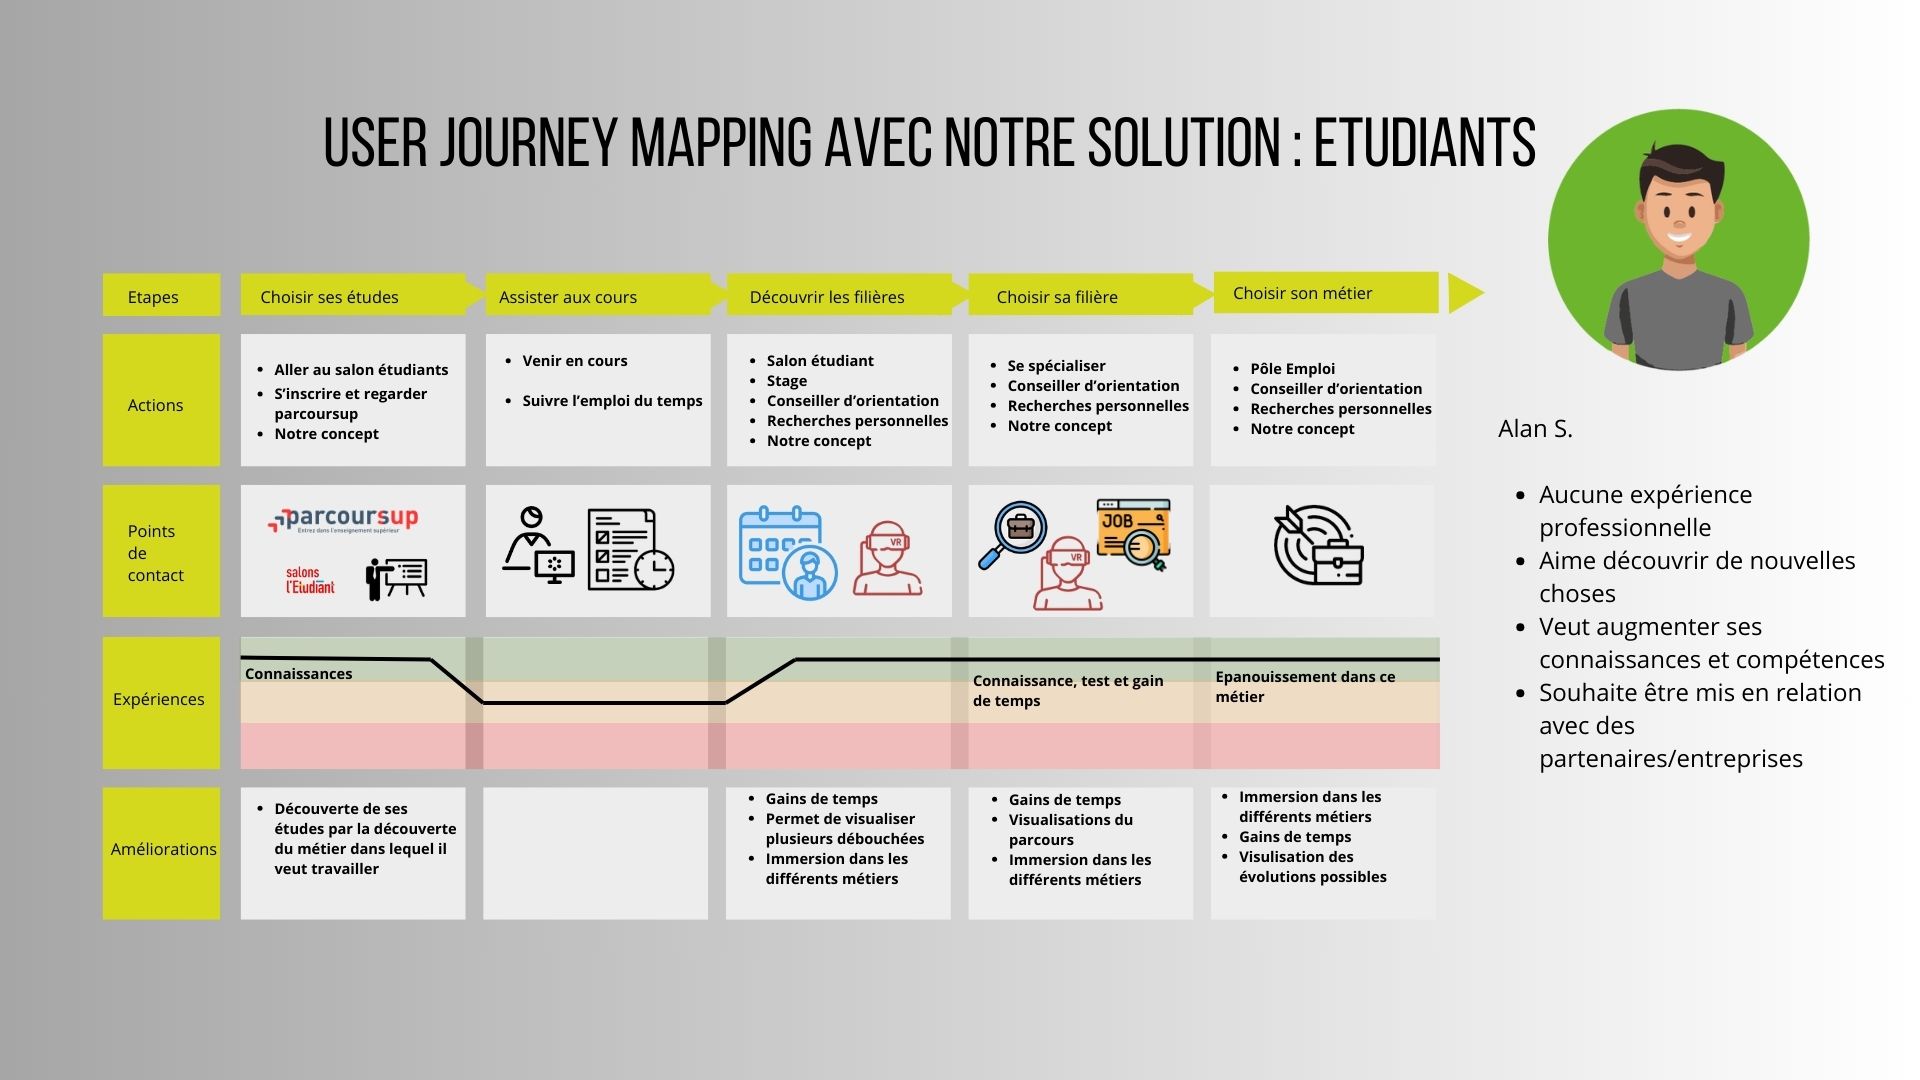 USER JOURNEY MAPPING AVEC NOTRE SOLUTION : ETUDIANTS
Etapes
Choisir ses études
Assister aux cours
Découvrir les filières
Choisir sa filière
Choisir son métier
Actions
• Aller au salon étudiants
• S’inscrire et regarder
parcoursup
• Notre concept
• Venir en cours
• Suivre l’emploi du temps
• Salon étudiant
• Stage
• Conseiller d’orientation
• Recherches personnelles
• Notre concept
• Se spécialiser
• Conseiller d’orientation
• Recherches personnelles
• Notre concept
• Pôle Emploi
• Conseiller d’orientation
• Recherches personnelles
• Notre concept
Points
de
contact
parcoursup
Entrez dans l'enseignement supérieur
salons
l'Etudiant
VR
VR
JOB
Expériences
Connaissances
Connaissance, test et gain
de temps
Epanouissement dans ce
métier
Améliorations
• Découverte de ses
études par la découverte
du métier dans lequel il
veut travailler
• Gains de temps
• Permet de visualiser
plusieurs débouchées
• Immersion dans les
différents métiers
• Gains de temps
• Visualisations du
parcours
• Immersion dans les
différents métiers
• Immersion dans les
différents métiers
• Gains de temps
• Visulisation des
évolutions possibles
Alan S.
• Aucune expérience
professionnelle
• Aime découvrir de nouvelles
choses
• Veut augmenter ses
connaissances et compétences
• Souhaite être mis en relation
avec des
partenaires/entreprises